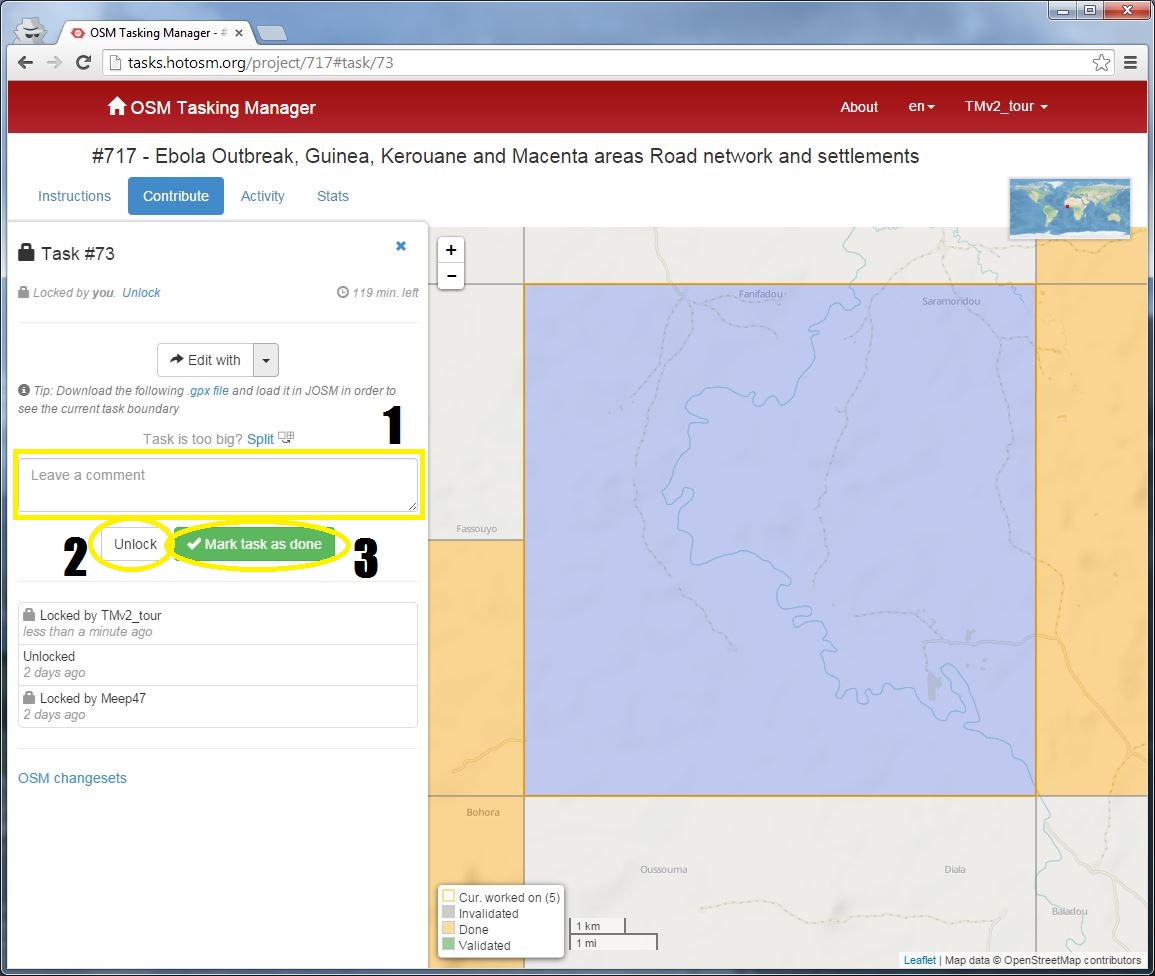 OSM Tasking Manager - #
tasks.hotosm.org/project/717#task/73
OSM Tasking Manager
About
en
TMv2_tour
#717 - Ebola Outbreak, Guinea, Kerouane and Macenta areas Road network and settlements
Instructions
Contribute
Activity
Stats
Task #73
Locked by you. Unlock
119 min. left
Edit with
Tip: Download the following .gpx file and load it in JOSM in order to
see the current task boundary
1
Task is too big? Split
Leave a comment
2
Unlock
Mark task as done
3
Locked by TMv2_tour
less than a minute ago
Unlocked
2 days ago
Locked by Meep47
2 days ago
OSM changesets
+
−
Fanifadou
Saramoridou
Fassouyo
Bohora
Oussouma
Diala
Baladou
Cur. worked on (5)
Invalidated
Done
Validated
1 km
1 mi
Leaflet | Map data © OpenStreetMap contributors